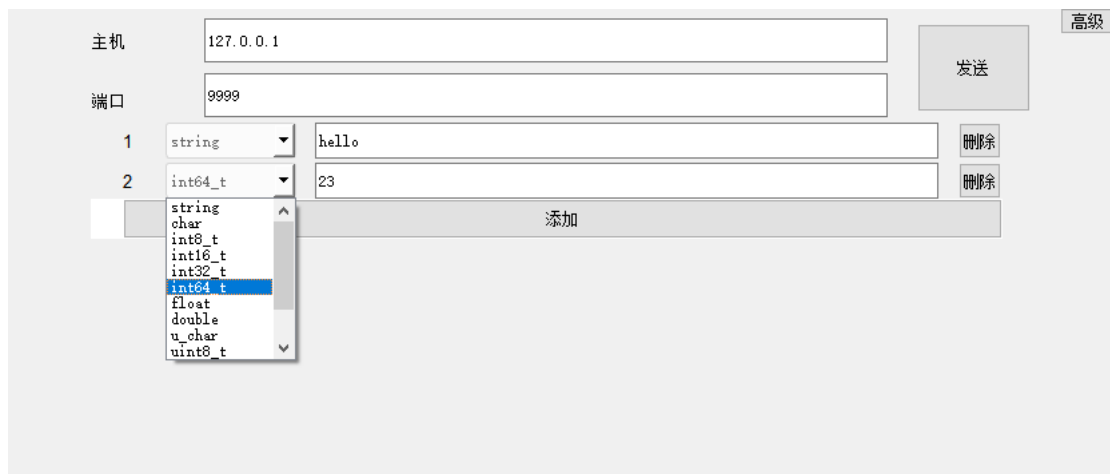 高级
主机 127.0.0.1 发送
端口 9999
1 string hello 删除
2 int64_t 23 删除
添加
string
char
int8_t
int16_t
int32_t
int64_t
float
double
u_char
uint8_t